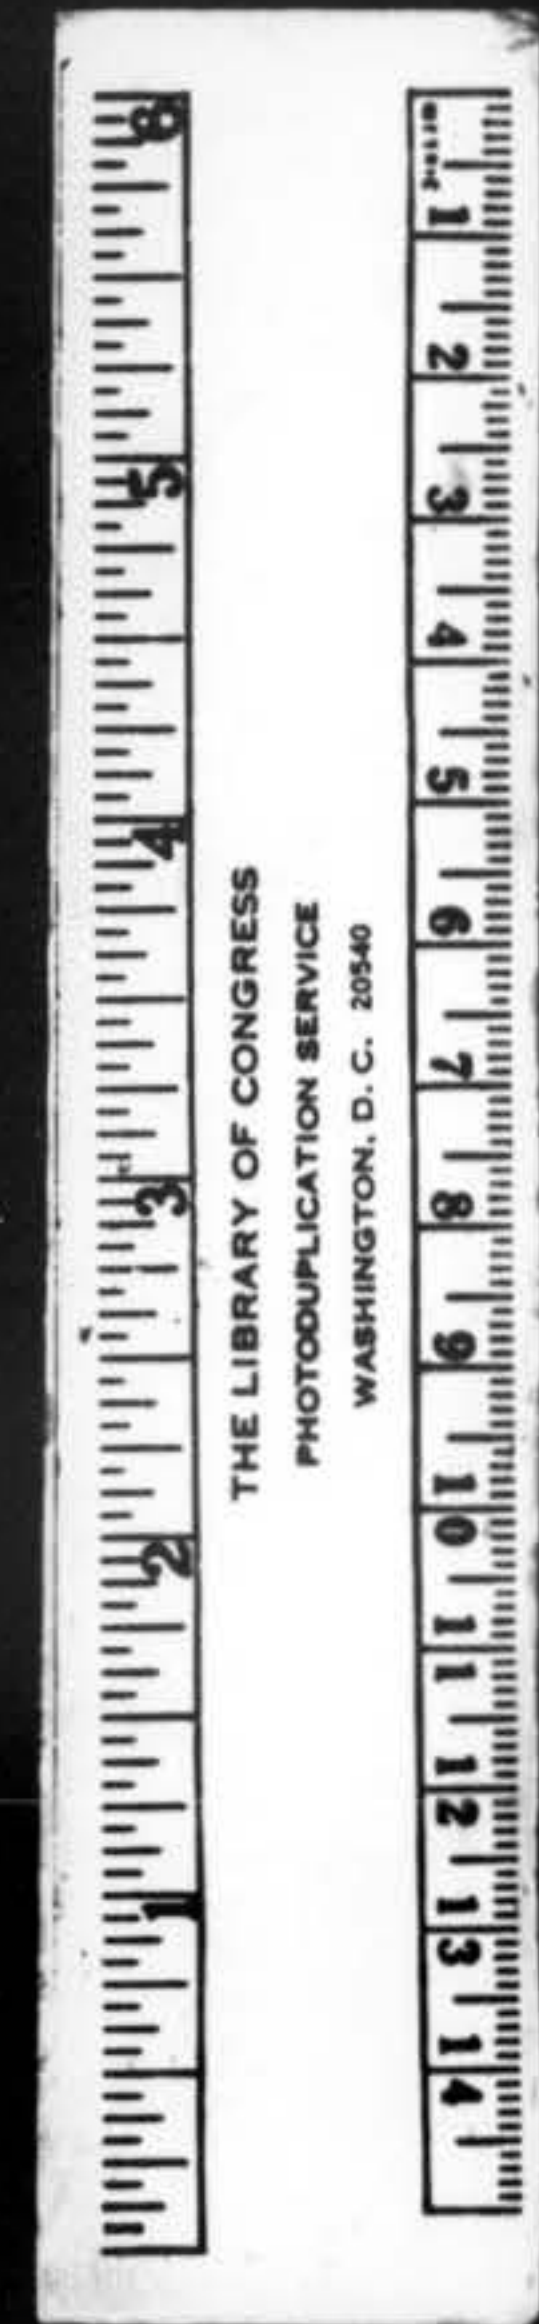 THE LIBRARY OF CONGRESS
PHOTODUPLICATION SERVICE
WASHINGTON, D. C. 20540
1 2 3 4 5 6
1 2 3 4 5 6 7 8 9 10 11 12 13 14